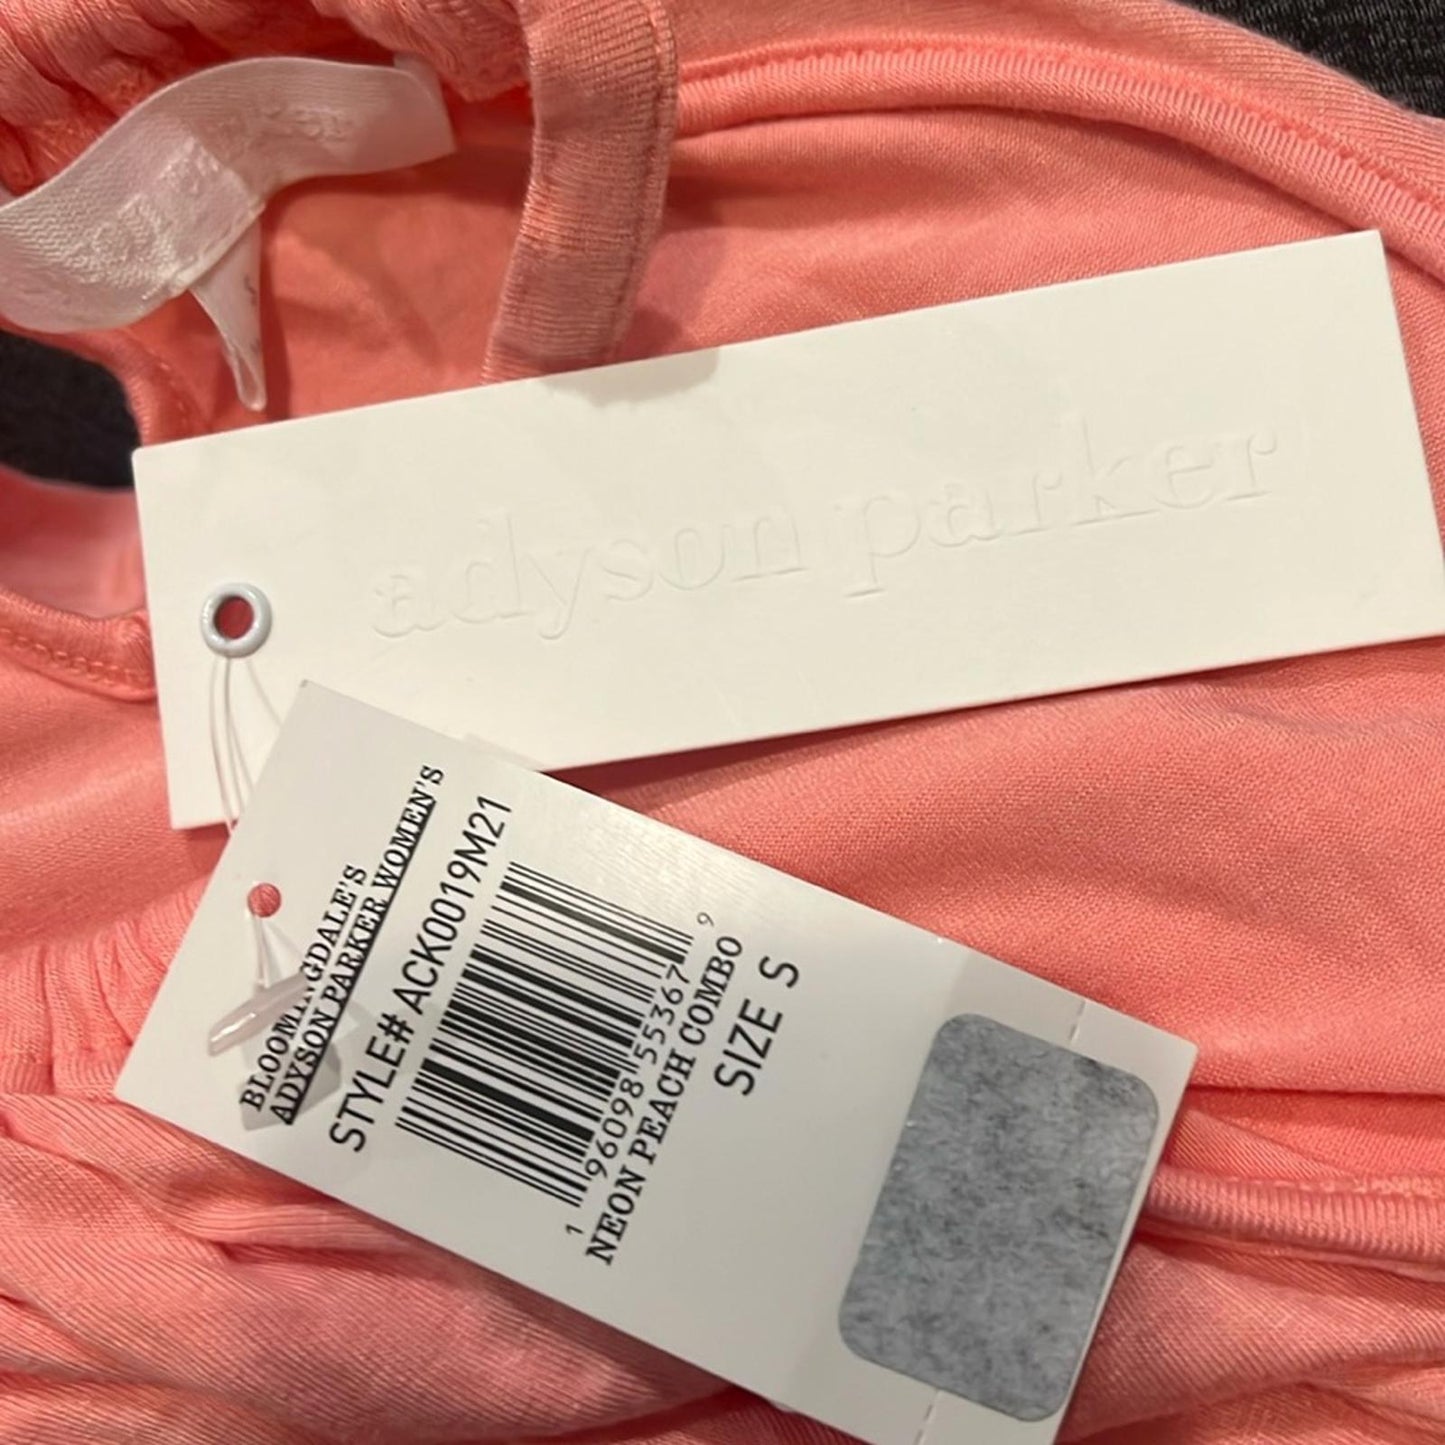 adyson parker
BLOOMINGDALE'S
ADYSON PARKER WOMEN'S
STYLE# ACK0019M21
1 96098 55367 9
NEON PEACH COMBO
SIZE S